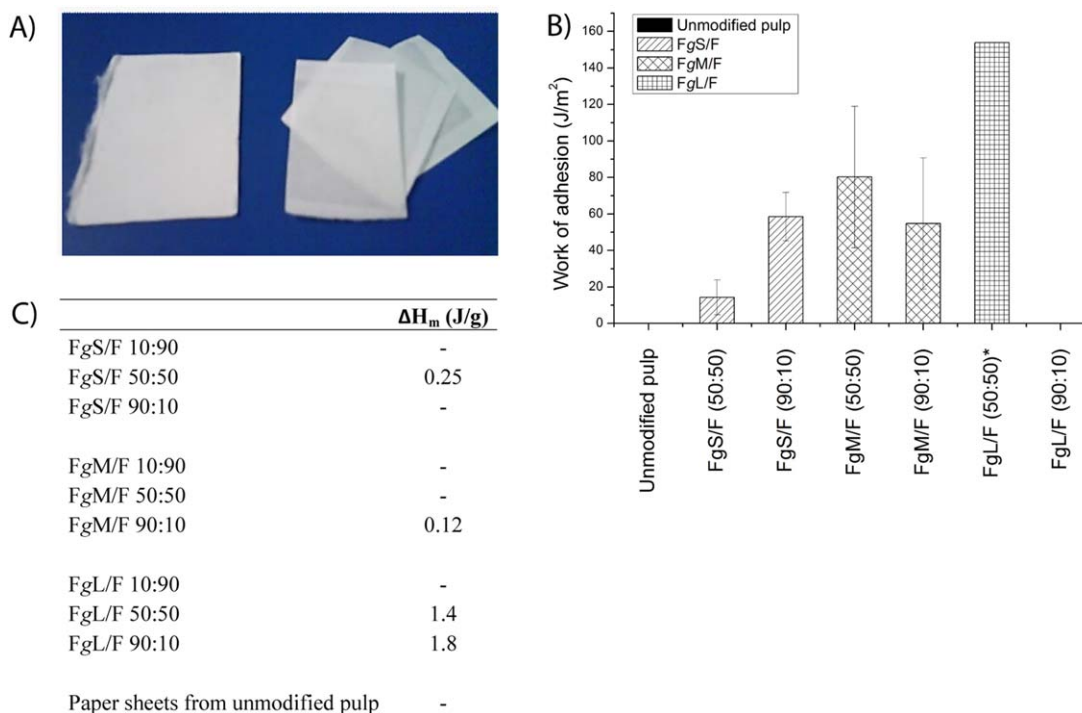 A)
B)
Unmodified pulp
FgS/F
FgM/F
FgL/F
Work of adhesion (J/m²)
160
140
120
100
80
60
40
20
0
Unmodified pulp
FgS/F (50:50)
FgS/F (90:10)
FgM/F (50:50)
FgM/F (90:10)
FgL/F (50:50)*
FgL/F (90:10)
C)
ΔHₘ (J/g)
FgS/F 10:90 -
FgS/F 50:50 0.25
FgS/F 90:10 -
FgM/F 10:90 -
FgM/F 50:50 -
FgM/F 90:10 0.12
FgL/F 10:90 -
FgL/F 50:50 1.4
FgL/F 90:10 1.8
Paper sheets from unmodified pulp -